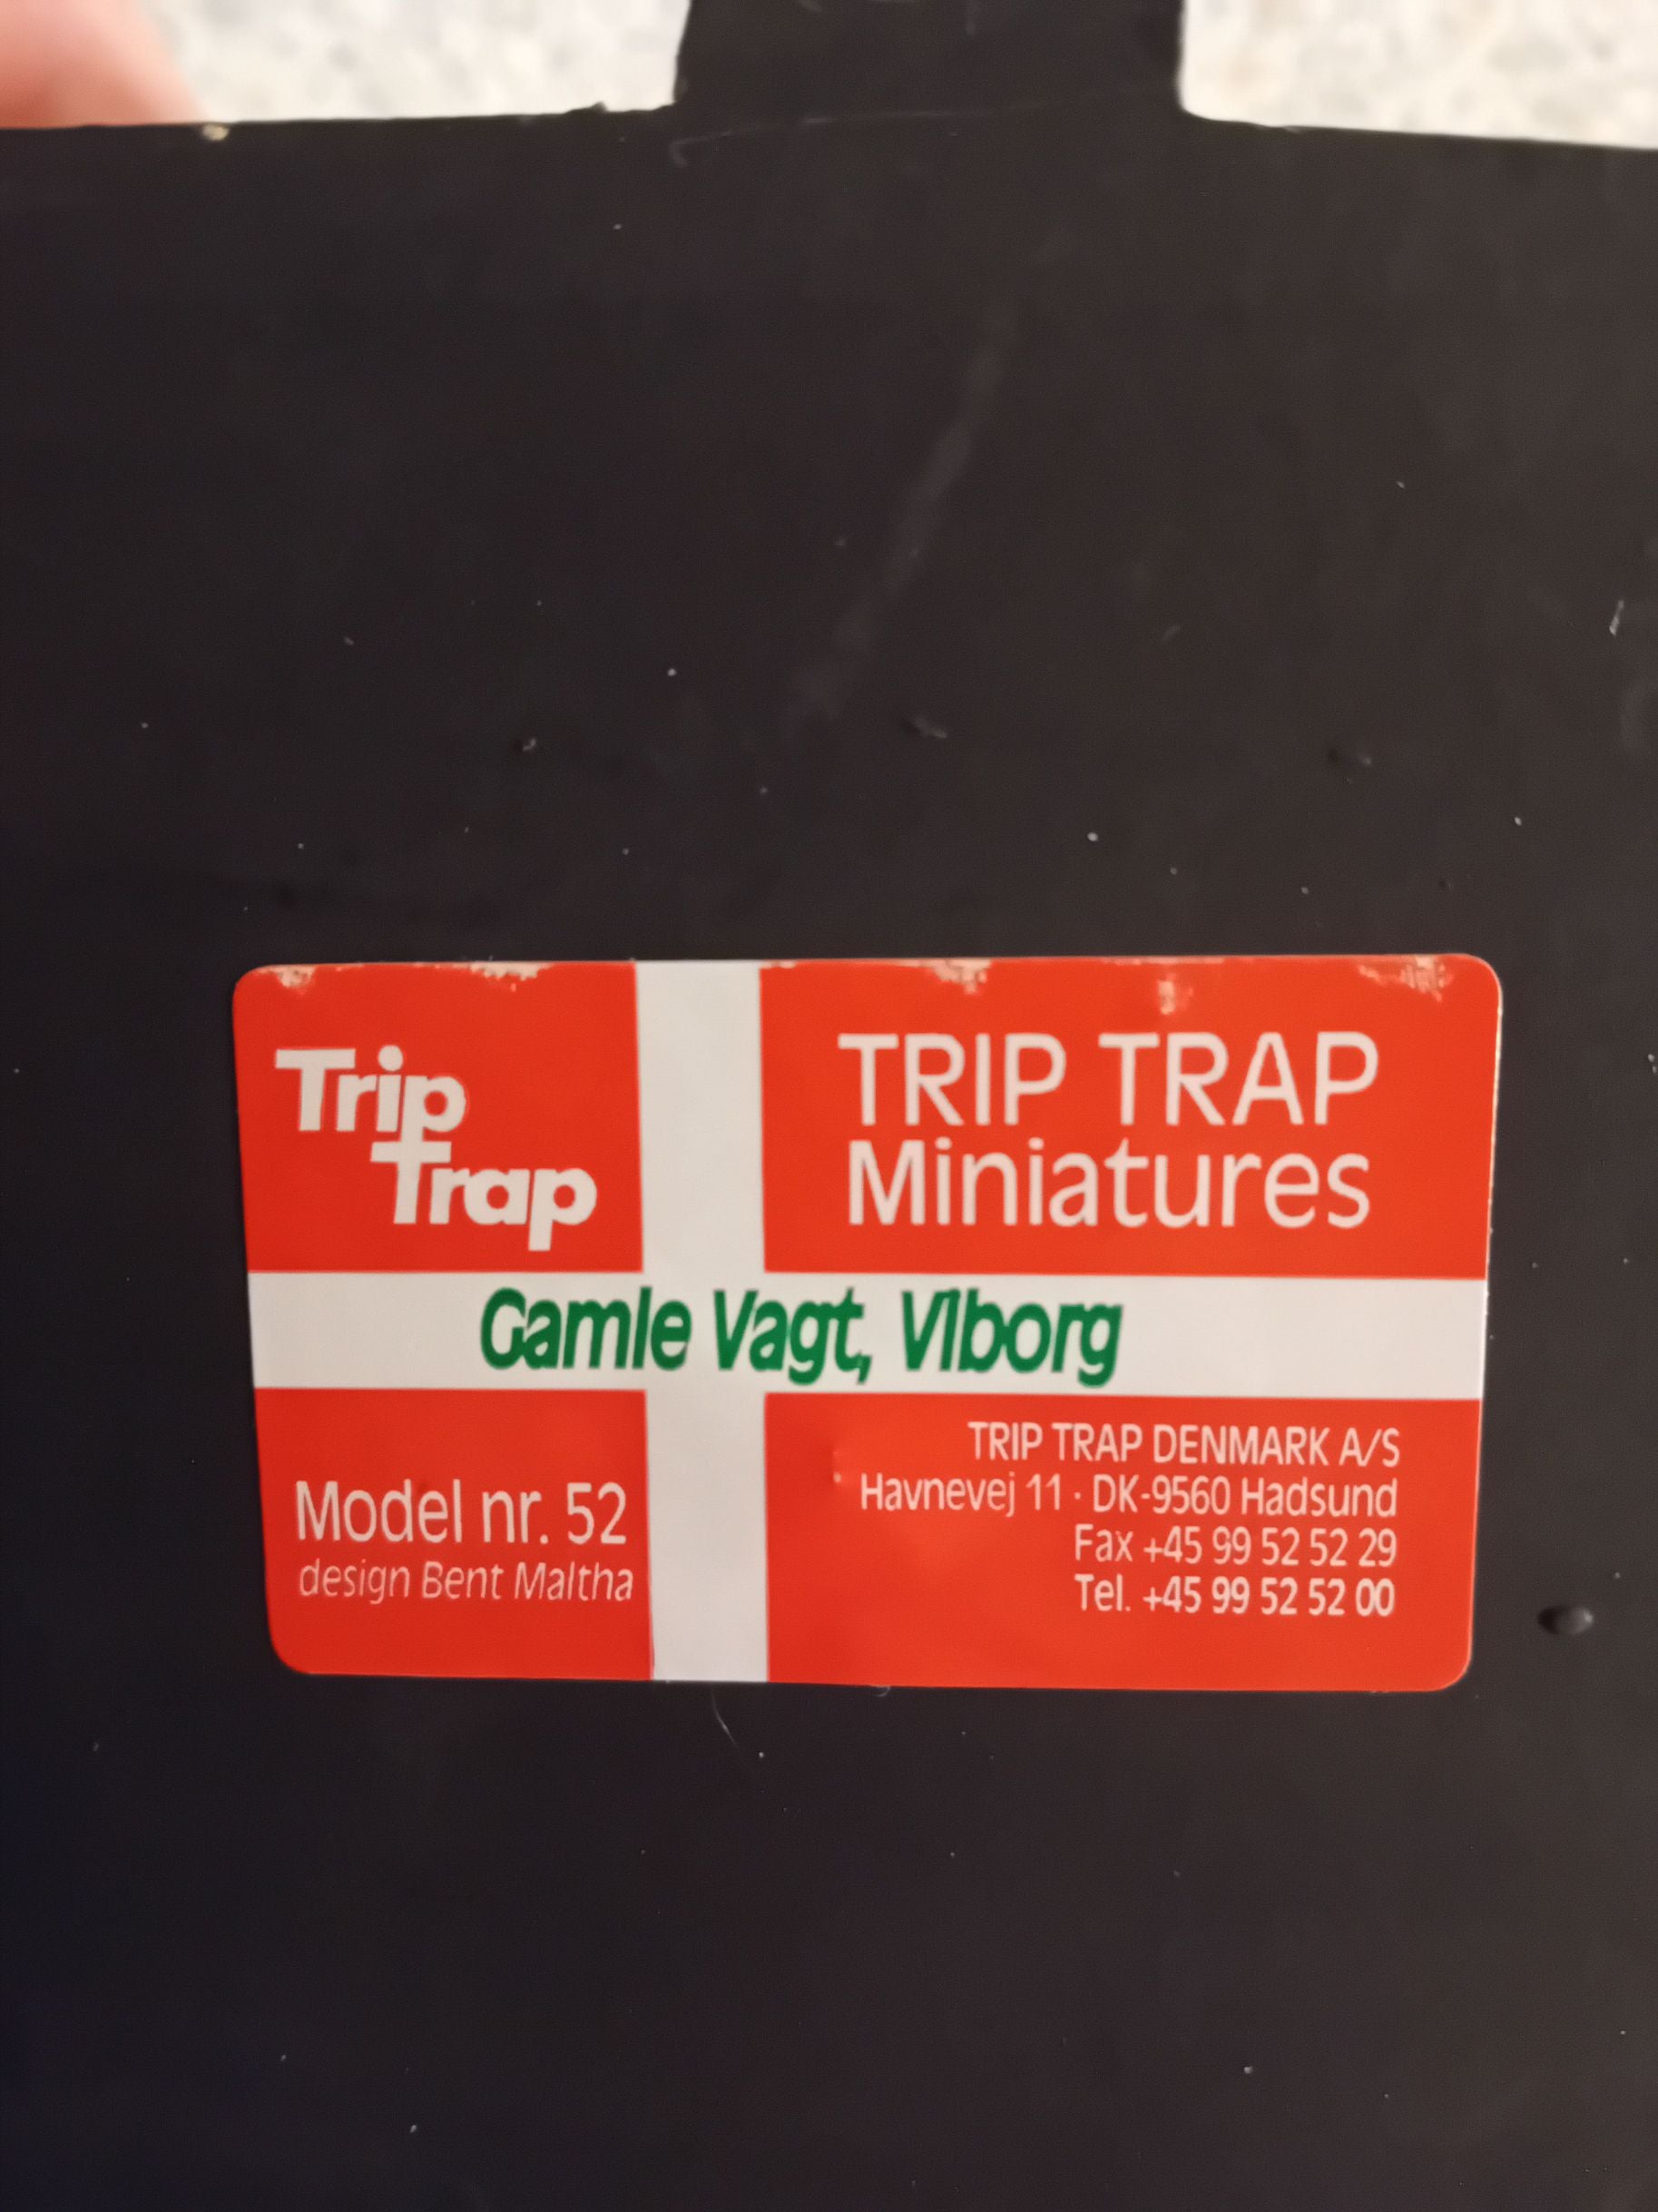 Trip
Trap
TRIP TRAP
Miniatures
Gamle Vagt, Viborg
Model nr. 52
design Bent Maltha
TRIP TRAP DENMARK A/S
Havnevej 11 · DK-9560 Hadsund
Fax +45 99 52 52 29
Tel. +45 99 52 52 00